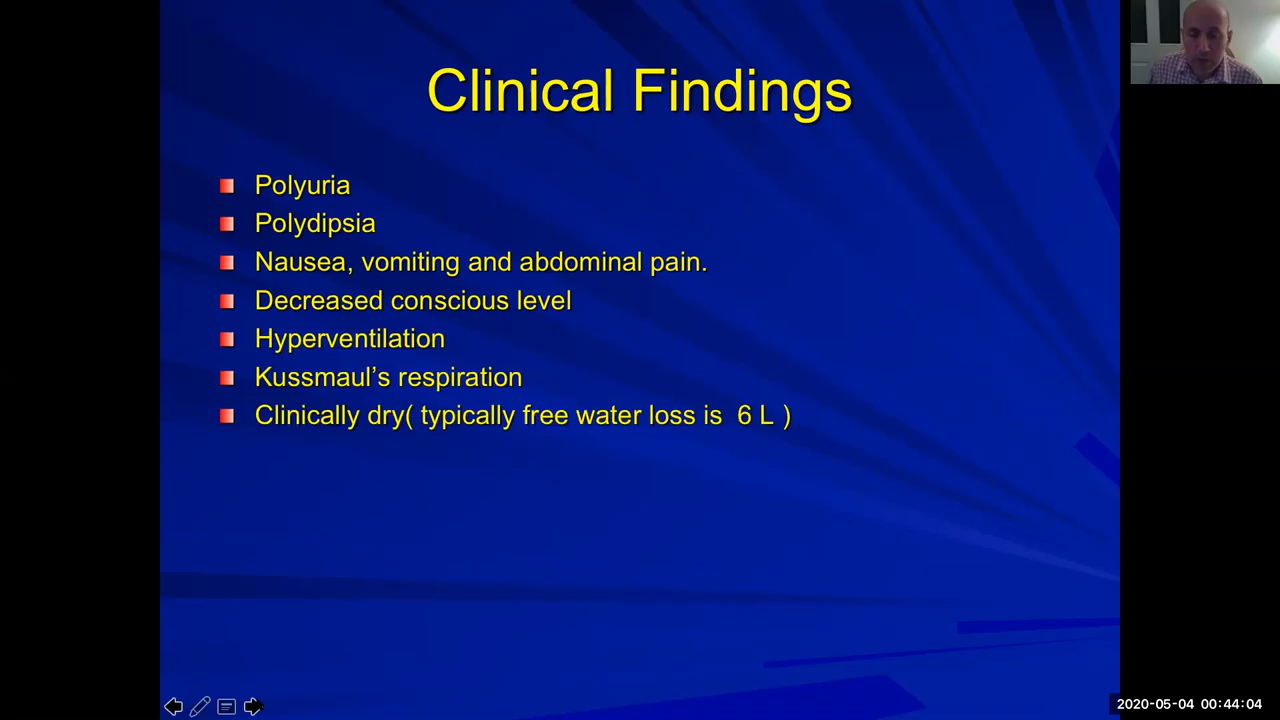 Clinical Findings
Polyuria
Polydipsia
Nausea, vomiting and abdominal pain.
Decreased conscious level
Hyperventilation
Kussmaul’s respiration
Clinically dry( typically free water loss is  6 L )
2020-05-04 00:44:04